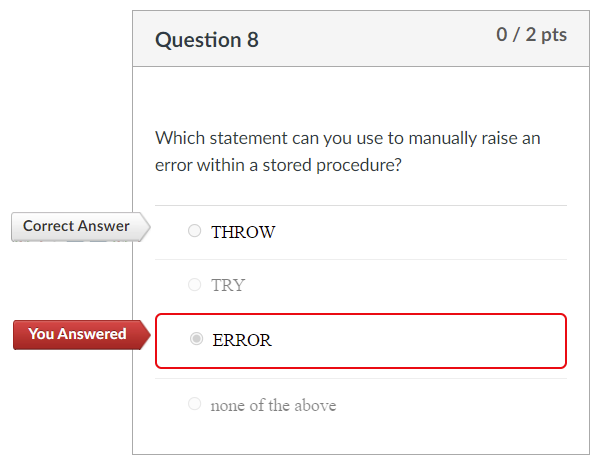 Question 8
0 / 2 pts
Which statement can you use to manually raise an
error within a stored procedure?
Correct Answer
THROW
TRY
You Answered
ERROR
none of the above